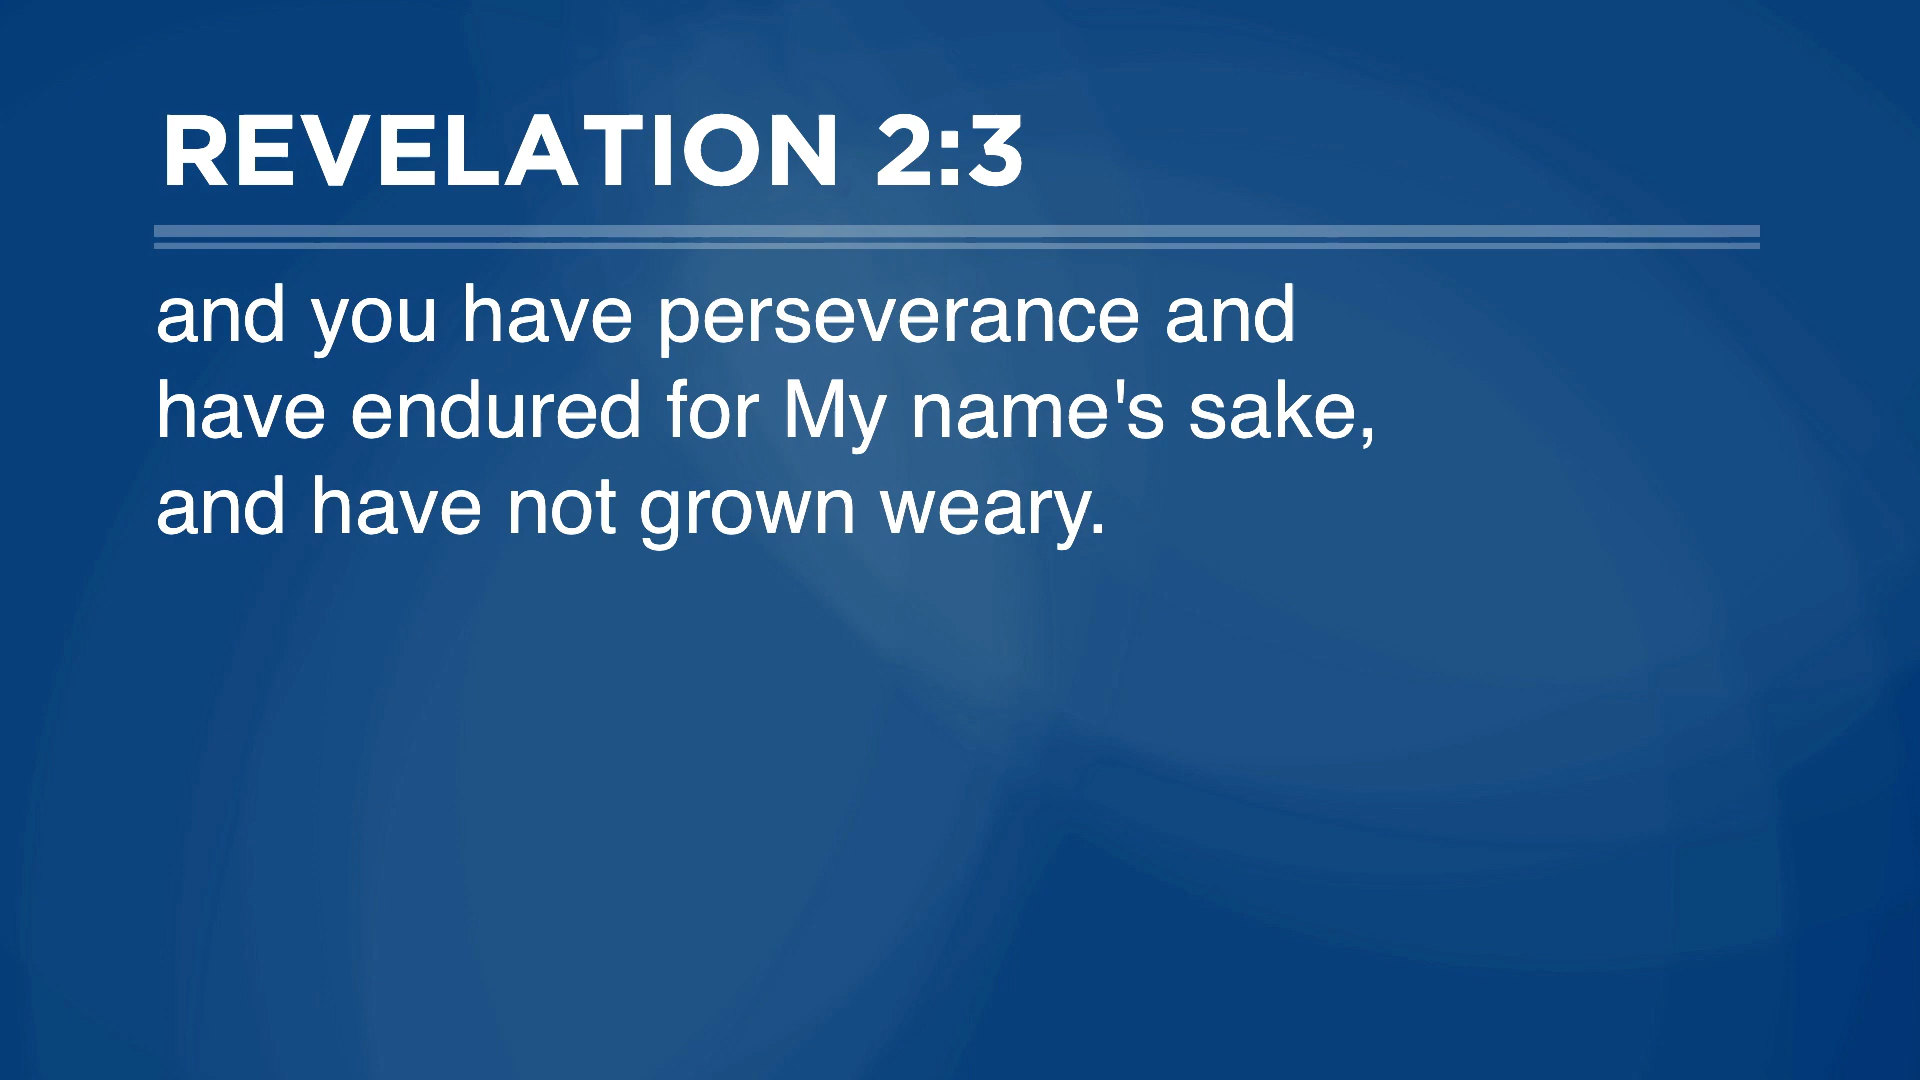 REVELATION 2:3
and you have perseverance and
have endured for My name's sake,
and have not grown weary.